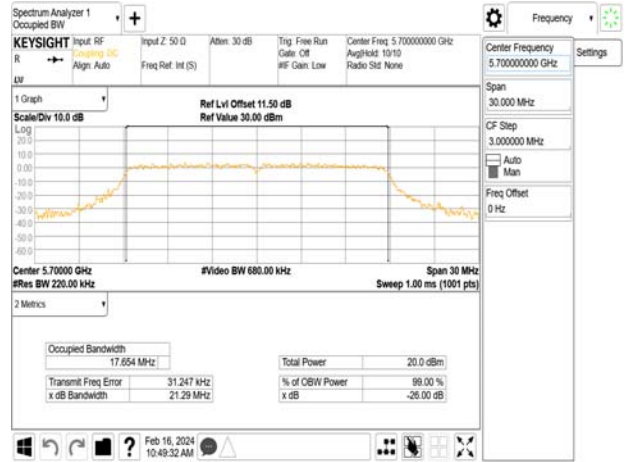 Spectrum Analyzer 1
Occupied BW
Frequency
KEYSIGHT
Input: RF
Coupling: DC
Align: Auto
Input Z: 50 Ω
Freq Ref: Int (S)
Atten: 30 dB
Trig: Free Run
Gate: Off
#IF Gain: Low
Center Freq: 5.700000000 GHz
Avg|Hold: 10/10
Radio Std: None
R
LXI
Center Frequency
5.700000000 GHz
Settings
Span
30.000 MHz
CF Step
3.000000 MHz
Auto
Man
Freq Offset
0 Hz
1 Graph
Scale/Div 10.0 dB
Ref Lvl Offset 11.50 dB
Ref Value 30.00 dBm
Log
20.0
10.0
0.00
-10.0
-20.0
-30.0
-40.0
-50.0
-60.0
Center 5.70000 GHz
#Res BW 220.00 kHz
#Video BW 680.00 kHz
Span 30 MHz
Sweep 1.00 ms (1001 pts)
2 Metrics
Occupied Bandwidth
17.654 MHz
Total Power 20.0 dBm
Transmit Freq Error 31.247 kHz
% of OBW Power 99.00 %
x dB Bandwidth 21.29 MHz
x dB -26.00 dB
?
Feb 16, 2024
10:49:32 AM